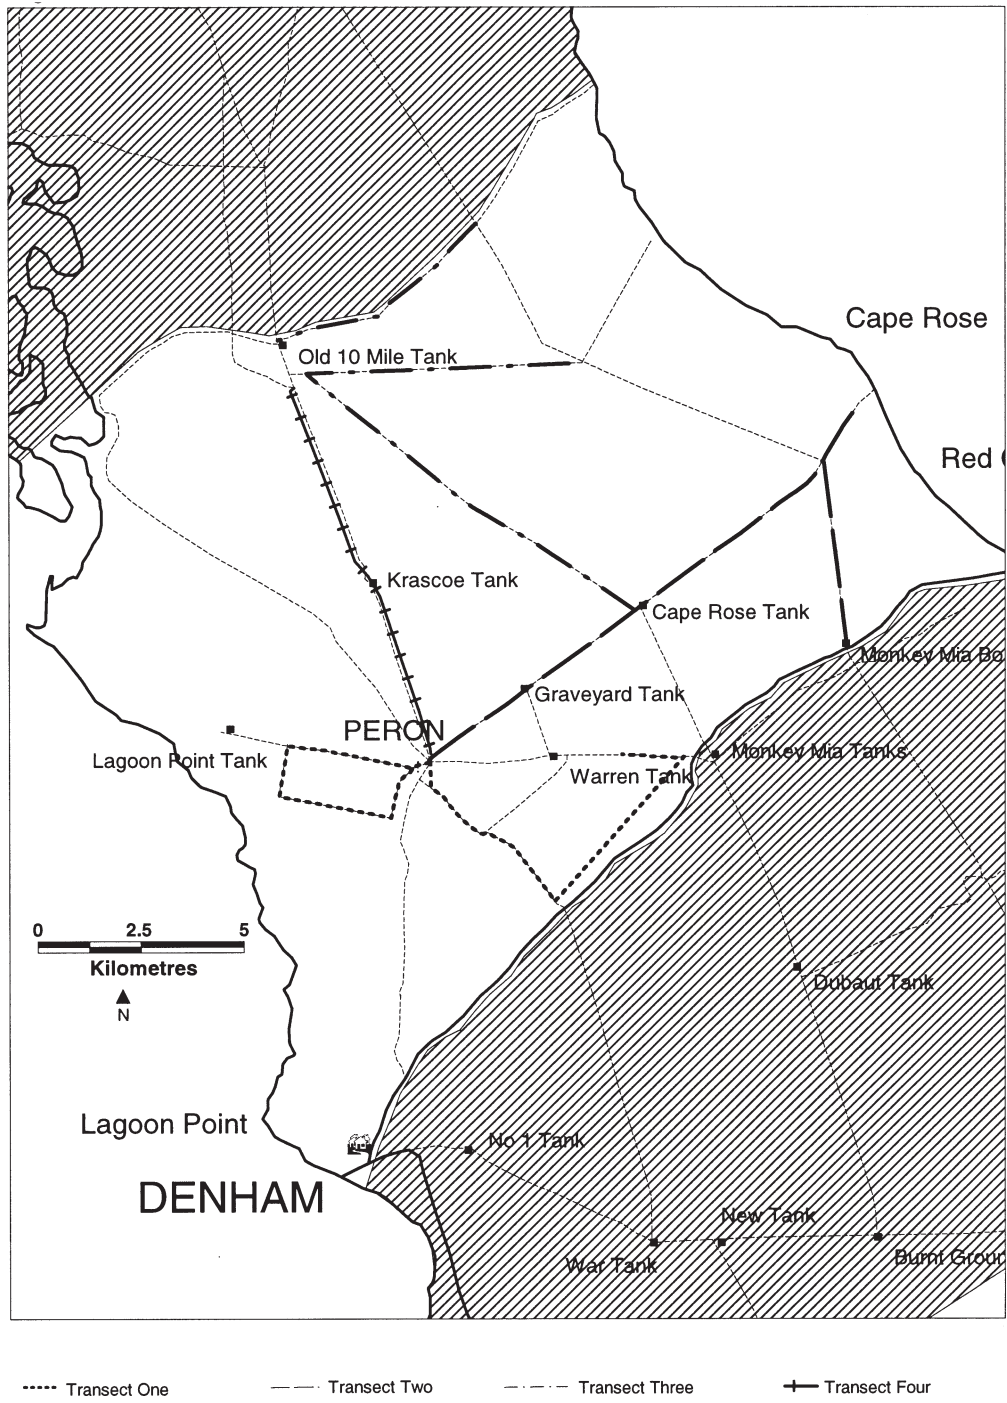 Cape Rose
Old 10 Mile Tank
Red
Krascoe Tank
Cape Rose Tank
Monkey Mia Bo
Graveyard Tank
PERON
Lagoon Point Tank
Monkey Mia Tanks
Warren Tank
0 2.5 5
Kilometres
Dubaut Tank
N
Lagoon Point
No 1 Tank
DENHAM
New Tank
War Tank
Burnt Groun
Transect One Transect Two Transect Three Transect Four